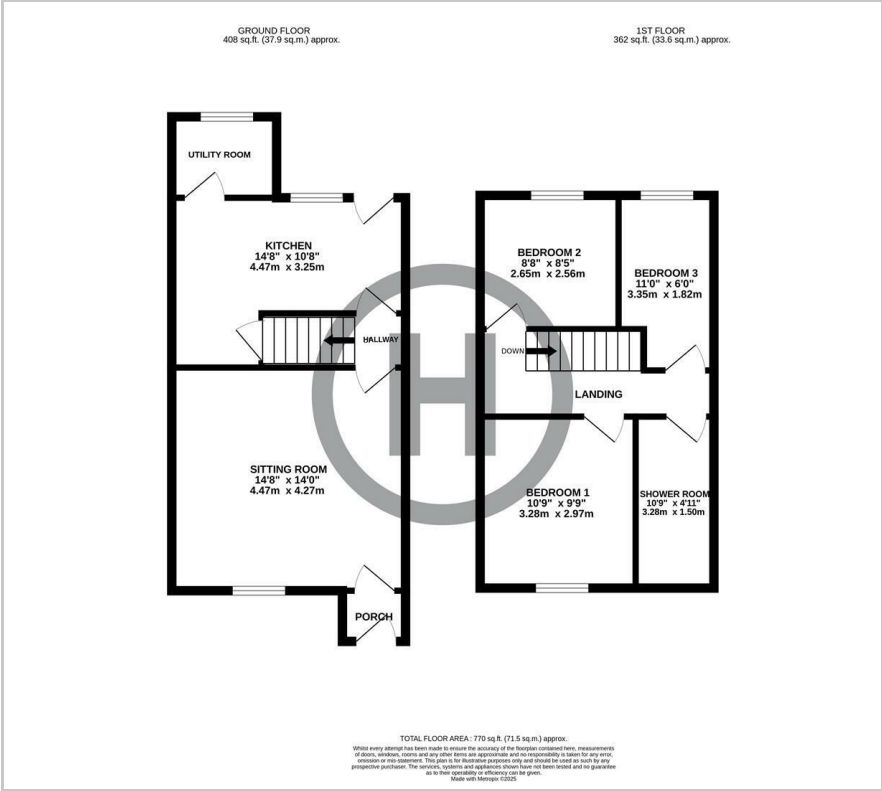 GROUND FLOOR
408 sq.ft. (37.9 sq.m.) approx.
1ST FLOOR
362 sq.ft. (33.6 sq.m.) approx.
UTILITY ROOM
KITCHEN
14'8" x 10'8"
4.47m x 3.25m
HALLWAY
SITTING ROOM
14'8" x 14'0"
4.47m x 4.27m
PORCH
BEDROOM 2
8'8" x 8'5"
2.65m x 2.56m
BEDROOM 3
11'0" x 6'0"
3.35m x 1.82m
DOWN
LANDING
BEDROOM 1
10'9" x 9'9"
3.28m x 2.97m
SHOWER ROOM
10'9" x 4'11"
3.28m x 1.50m
H
TOTAL FLOOR AREA : 770 sq.ft. (71.5 sq.m.) approx.
Whilst every attempt has been made to ensure the accuracy of the floorplan contained here, measurements
of doors, windows, rooms and any other items are approximate and no responsibility is taken for any error,
omission or mis-statement. This plan is for illustrative purposes only and should be used as such by any
prospective purchaser. The services, systems and appliances shown have not been tested and no guarantee
as to their operability or efficiency can be given.
Made with Metropix ©2025